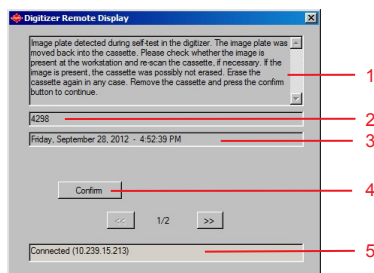 Digitizer Remote Display
Image plate detected during self-test in the digitizer. The image plate was
moved back into the cassette. Please check whether the image is
present at the workstation and re-scan the cassette, if necessary. If the
image is present, the cassette was possibly not erased. Erase the
cassette again in any case. Remove the cassette and press the confirm
button to continue.
1
4298
2
Friday, September 28, 2012 - 4:52:39 PM
3
Confirm
4
<< 1/2 >>
Connected (10.239.15.213)
5